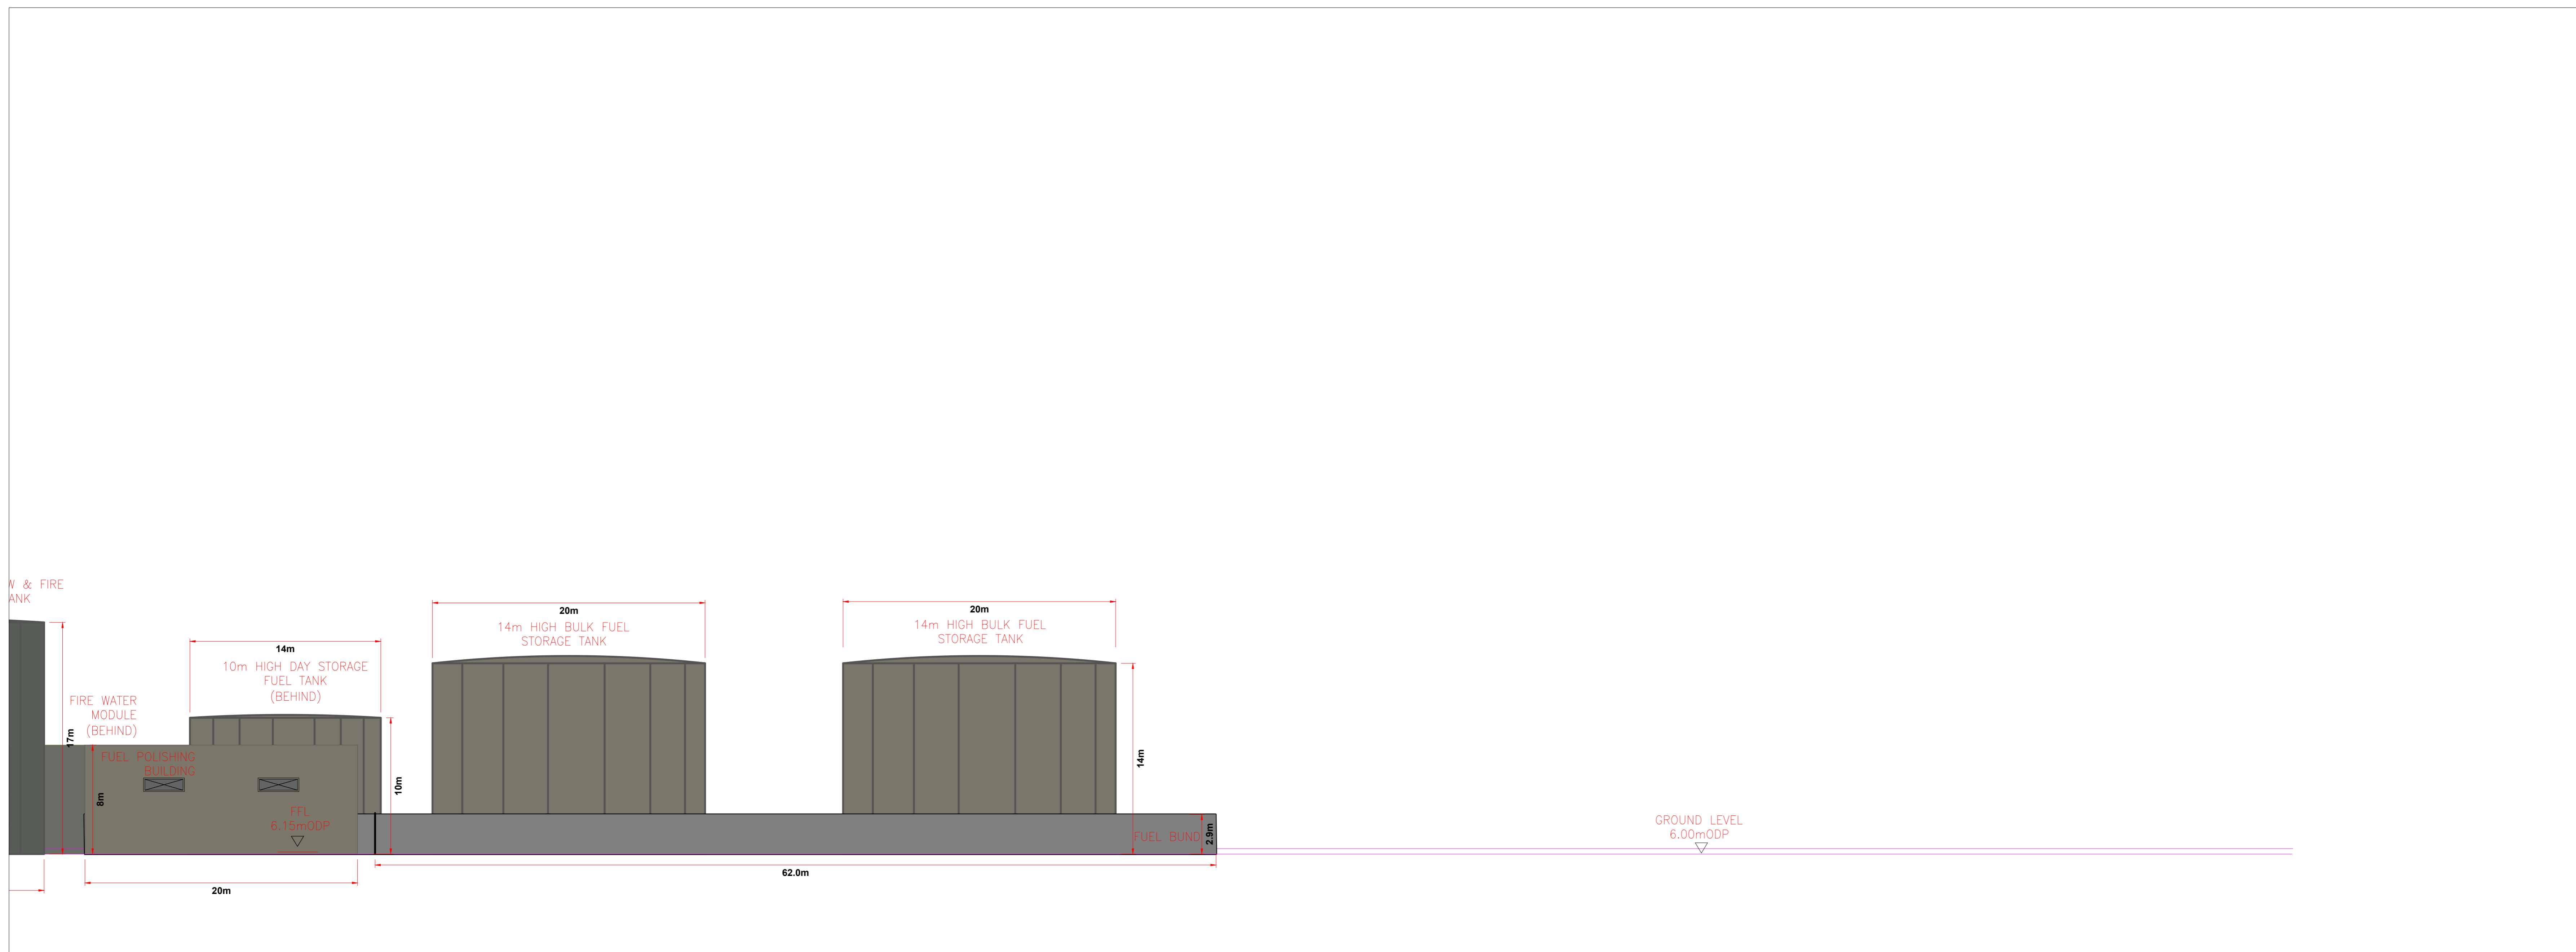 W & FIRE
ANK
17m
FIRE WATER
MODULE
(BEHIND)
14m
10m HIGH DAY STORAGE
FUEL TANK
(BEHIND)
FUEL POLISHING
BUILDING
8m
FFL
6.15mODP
10m
20m
20m
14m HIGH BULK FUEL
STORAGE TANK
20m
14m HIGH BULK FUEL
STORAGE TANK
14m
FUEL BUND
2.9m
62.0m
GROUND LEVEL
6.00mODP